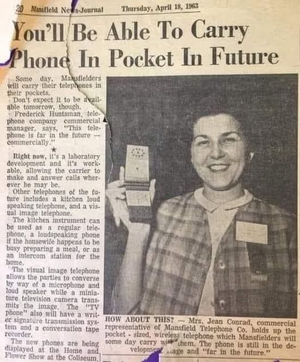 20 Mansfield News-Journal Thursday, April 18, 1963
You'll Be Able To Carry
Phone In Pocket In Future
Some day, Mansfielders
will carry their telephones in
their pockets.
Don't expect it to be avail-
able tomorrow, though.
Frederick Huntsman, tele-
phone company commercial
manager, says, "This tele-
phone is far in the future —
commercially."
★
Right now, it's a laboratory
development and it's work-
able, allowing the carrier to
make and answer calls wher-
ever he may be.
Other telephones of the fu-
ture includes a kitchen loud
speaking telephone, and a vis-
ual image telephone.
The kitchen instrument can
be used as a regular tele-
phone, a loudspeaking phone
if the housewife happens to be
busy preparing a meal, or as
an intercom station for the
home.
The visual image telephone
allows the parties to converse
by way of a microphone and
loud speaker while a minia-
ture television camera trans-
mits the image. The "TV
phone" also will have a writ-
er signature transmission sys-
tem and a conversation tape
recorder.
The new phones are being
displayed at the Home and
Flower Show at the Coliseum.
HOW ABOUT THIS? — Mrs. Jean Conrad, commercial
representative of Mansfield Telephone Co. holds up the
pocket - sized, wireless telephone which Mansfielders will
some day carry The phone is still in the de-
velopment stage and "far in the future."